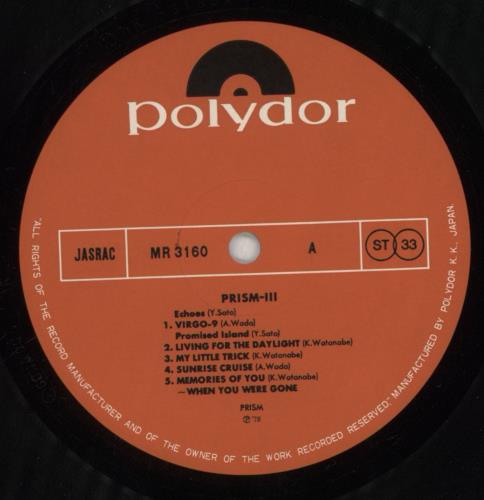 polydor
JASRAC MR 3160 A ST 33
PRISM-III
Echoes (Y.Sato)
1. VIRGO-9 (A.Wada)
Promised Island (Y.Sato)
2. LIVING FOR THE DAYLIGHT (K.Watanabe)
3. MY LITTLE TRICK (K.Watanabe)
4. SUNRISE CRUISE (A.Wada)
5. MEMORIES OF YOU (K.Watanabe)
~WHEN YOU WERE GONE
PRISM
℗ '79
"ALL RIGHTS OF THE RECORD MANUFACTURER AND OF THE OWNER OF THE WORK RECORDED RESERVED." MANUFACTURED BY POLYDOR K.K., JAPAN.